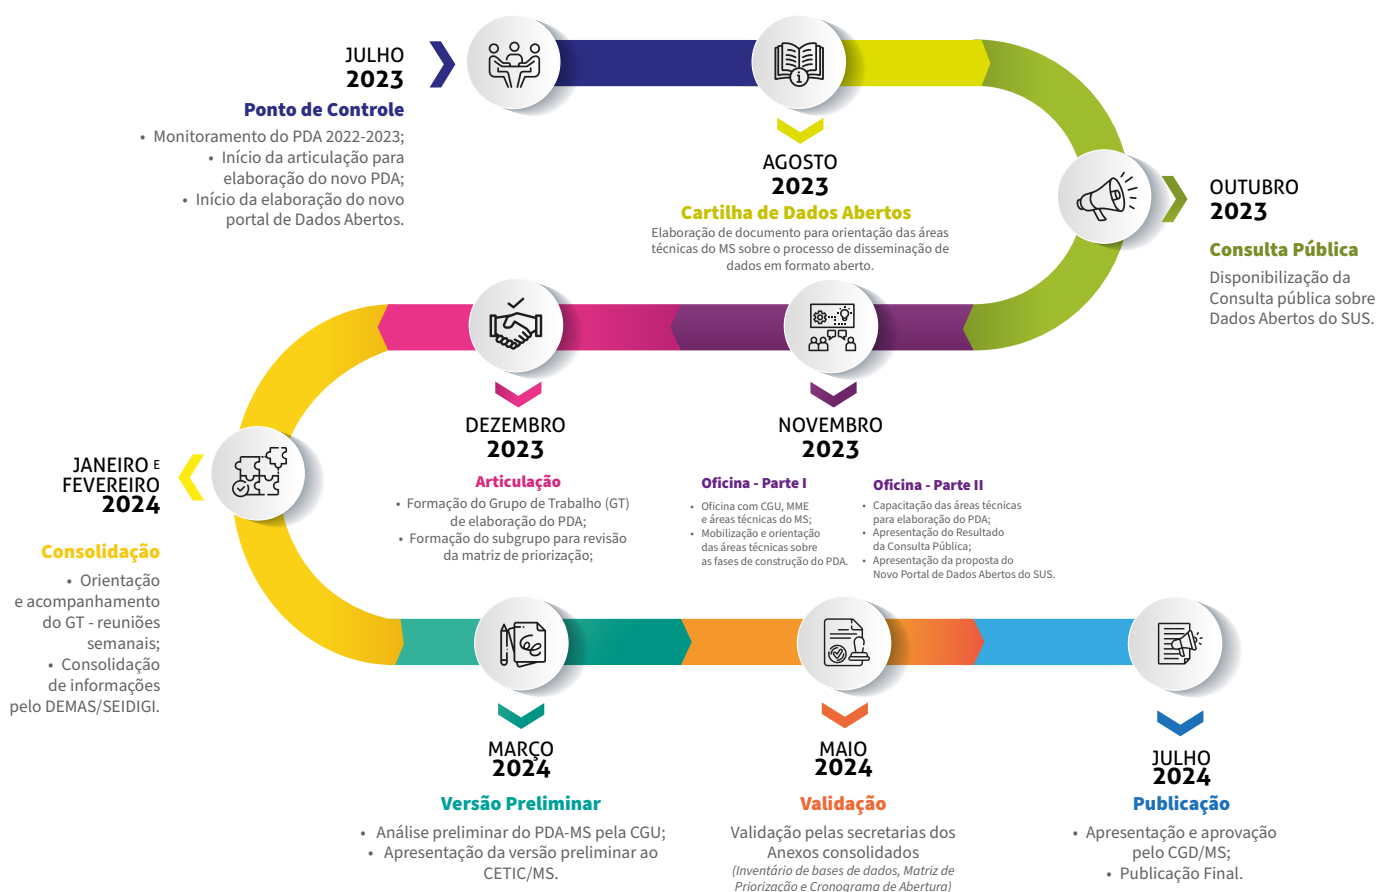 JULHO
2023
Ponto de Controle
• Monitoramento do PDA 2022-2023;
• Início da articulação para
elaboração do novo PDA;
• Início da elaboração do novo
portal de Dados Abertos.
AGOSTO
2023
Cartilha de Dados Abertos
Elaboração de documento para orientação das áreas
técnicas do MS sobre o processo de disseminação de
dados em formato aberto.
OUTUBRO
2023
Consulta Pública
Disponibilização da
Consulta pública sobre
Dados Abertos do SUS.
NOVEMBRO
2023
Oficina - Parte I
• Oficina com CGU, MME
e áreas técnicas do MS;
• Mobilização e orientação
das áreas técnicas sobre
as fases de construção do PDA.
Oficina - Parte II
• Capacitação das áreas técnicas
para elaboração do PDA;
• Apresentação do Resultado
da Consulta Pública;
• Apresentação da proposta do
Novo Portal de Dados Abertos do SUS.
DEZEMBRO
2023
Articulação
• Formação do Grupo de Trabalho (GT)
de elaboração do PDA;
• Formação do subgrupo para revisão
da matriz de priorização;
JANEIRO E
FEVEREIRO
2024
Consolidação
• Orientação
e acompanhamento
do GT - reuniões
semanais;
• Consolidação
de informações
pelo DEMAS/SEIDIGI.
MARÇO
2024
Versão Preliminar
• Análise preliminar do PDA-MS pela CGU;
• Apresentação da versão preliminar ao
CETIC/MS.
MAIO
2024
Validação
Validação pelas secretarias dos
Anexos consolidados
(Inventário de bases de dados, Matriz de
Priorização e Cronograma de Abertura)
JULHO
2024
Publicação
• Apresentação e aprovação
pelo CGD/MS;
• Publicação Final.